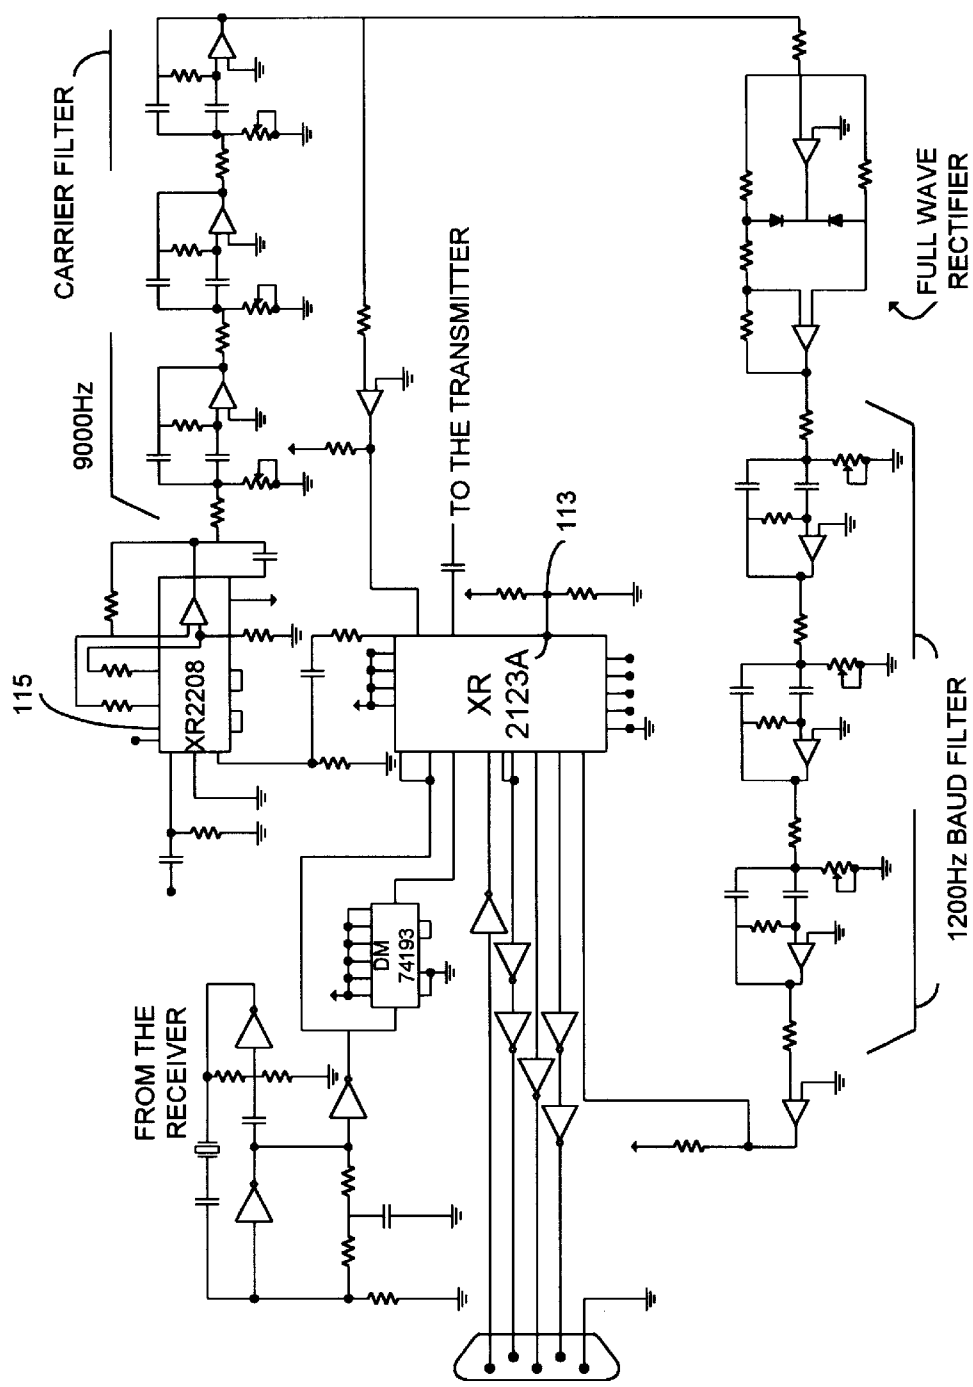 CARRIER FILTER
9000Hz
115
XR2208
TO THE TRANSMITTER
113
XR
2123A
DM
74193
FROM THE
RECEIVER
FULL WAVE
RECTIFIER
1200Hz BAUD FILTER